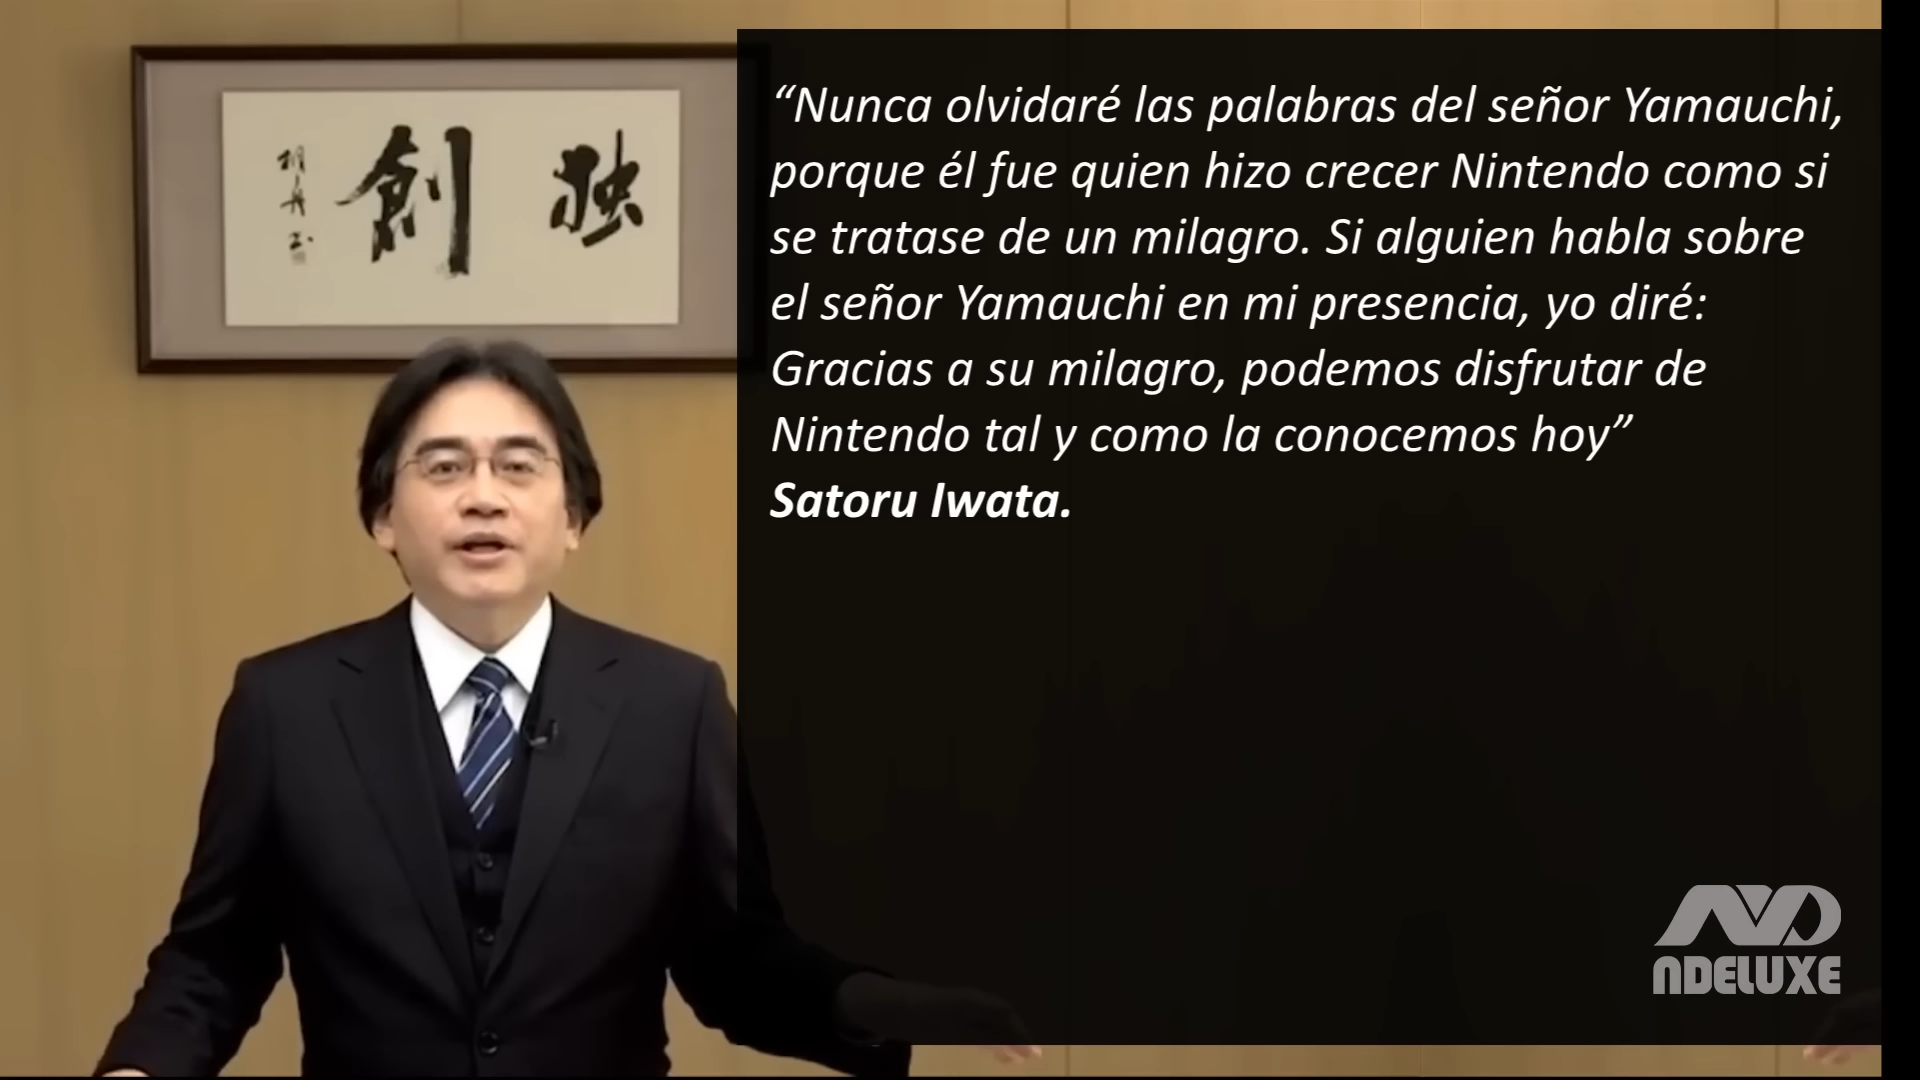 独創
“Nunca olvidaré las palabras del señor Yamauchi,
porque él fue quien hizo crecer Nintendo como si
se tratase de un milagro. Si alguien habla sobre
el señor Yamauchi en mi presencia, yo diré:
Gracias a su milagro, podemos disfrutar de
Nintendo tal y como la conocemos hoy”
Satoru Iwata.
NDELUXE